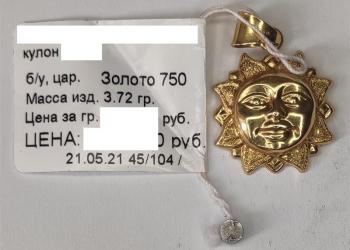 кулон
б/у, цар. Золото 750
Масса изд. 3.72 гр.
Цена за гр. руб.
ЦЕНА: 0 руб.
21.05.21 45/104 /